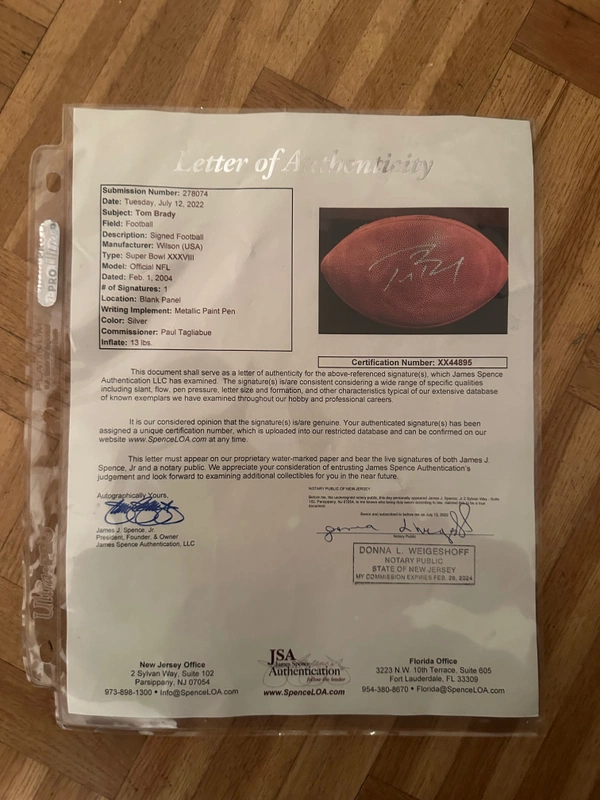 Letter of Authenticity
Submission Number: 278074
Date: Tuesday, July 12, 2022
Subject: Tom Brady
Field: Football
Description: Signed Football
Manufacturer: Wilson (USA)
Type: Super Bowl XXXVIII
Model: Official NFL
Dated: Feb. 1, 2004
# of Signatures: 1
Location: Blank Panel
Writing Implement: Metallic Paint Pen
Color: Silver
Commissioner: Paul Tagliabue
Inflate: 13 lbs.
Certification Number: XX44895
This document shall serve as a letter of authenticity for the above-referenced signature(s), which James Spence
Authentication LLC has examined. The signature(s) is/are consistent considering a wide range of specific qualities
including slant, flow, pen pressure, letter size and formation, and other characteristics typical of our extensive database
of known exemplars we have examined throughout our hobby and professional careers.
It is our considered opinion that the signature(s) is/are genuine. Your authenticated signature(s) has been
assigned a unique certification number, which is uploaded into our restricted database and can be confirmed on our
website www.SpenceLOA.com at any time.
This letter must appear on our proprietary water-marked paper and bear the live signatures of both James J.
Spence, Jr and a notary public. We appreciate your consideration of entrusting James Spence Authentication's
judgement and look forward to examining additional collectibles for you in the near future.
Autographically Yours,
James J. Spence, Jr.
President, Founder, & Owner
James Spence Authentication, LLC
NOTARY PUBLIC OF NEW JERSEY
Notary Public
DONNA L. WEIGESHOFF
NOTARY PUBLIC
STATE OF NEW JERSEY
MY COMMISSION EXPIRES FEB. 26, 2024
New Jersey Office
2 Sylvan Way, Suite 102
Parsippany, NJ 07054
973-898-1300 • Info@SpenceLOA.com
JSA
James Spence
Authentication
follow the leader
www.SpenceLOA.com
Florida Office
3223 N.W. 10th Terrace, Suite 605
Fort Lauderdale, FL 33309
954-380-8670 • Florida@SpenceLOA.com
Ultra
PRO